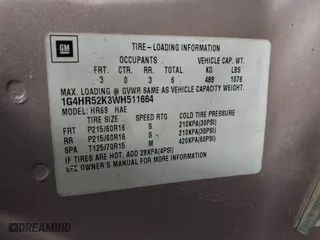 GM
TIRE-LOADING INFORMATION
OCCUPANTS VEHICLE CAP. WT.
FR CTR RR TOTAL KG LBS
3 0 3 6 488 1076
MAX. LOADING @ GVWR SAME AS VEHICLE CAPACITY WEIGHT
1G4HR52K3WH511664
MODEL: HR69 HAE
TIRE SIZE SPEED RTG COLD TIRE PRESSURE
FRT P215/60R16 S 210KPA(30PSI)
RR P215/60R16 S 210KPA(30PSI)
SPA T125/70R15 M 420KPA(60PSI)
IF TIRES ARE HOT, ADD 28KPA(4PSI)
SEE OWNER'S MANUAL FOR MORE INFO
DREAMBID